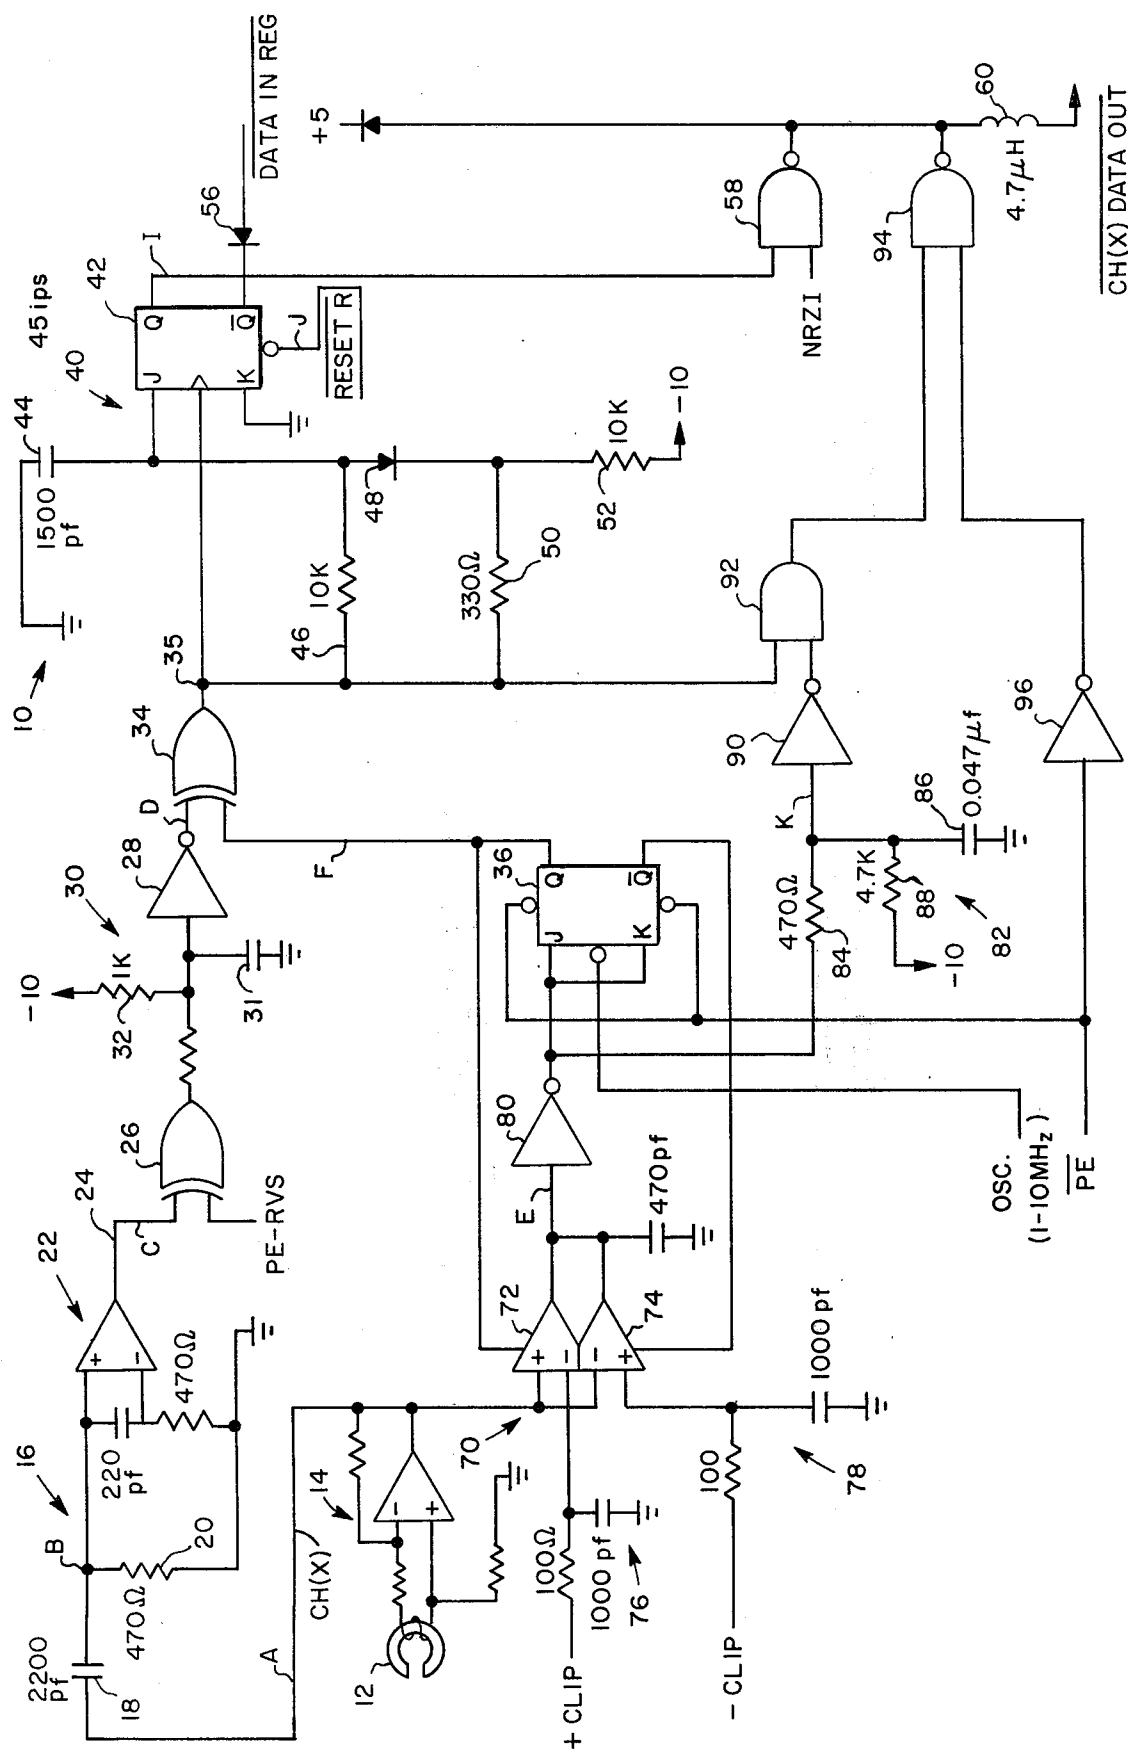 10
1500
pf
44
40
45 ips
42
J
Q
K
Q
I
56
DATA IN REG
J
RESET R
+5
48
10K
46
330Ω
50
52
10K
-10
35
34
D
28
30
-10
1K
32
31
F
26
24
C
PE-RVS
22
+
-
16
B
220
pf
470Ω
20
470Ω
2200
pf
18
A
CH(X)
14
-
+
12
70
72
+
-
-
+
74
E
80
470pf
36
J
Q
K
Q
+ CLIP
100Ω
1000 pf
76
- CLIP
100
78
1000 pf
OSC.
(1-10MHz)
PE
470Ω
84
4.7K
88
-10
82
86
0.047μf
K
90
92
96
NRZI
58
94
4.7μH
60
CH(X) DATA OUT